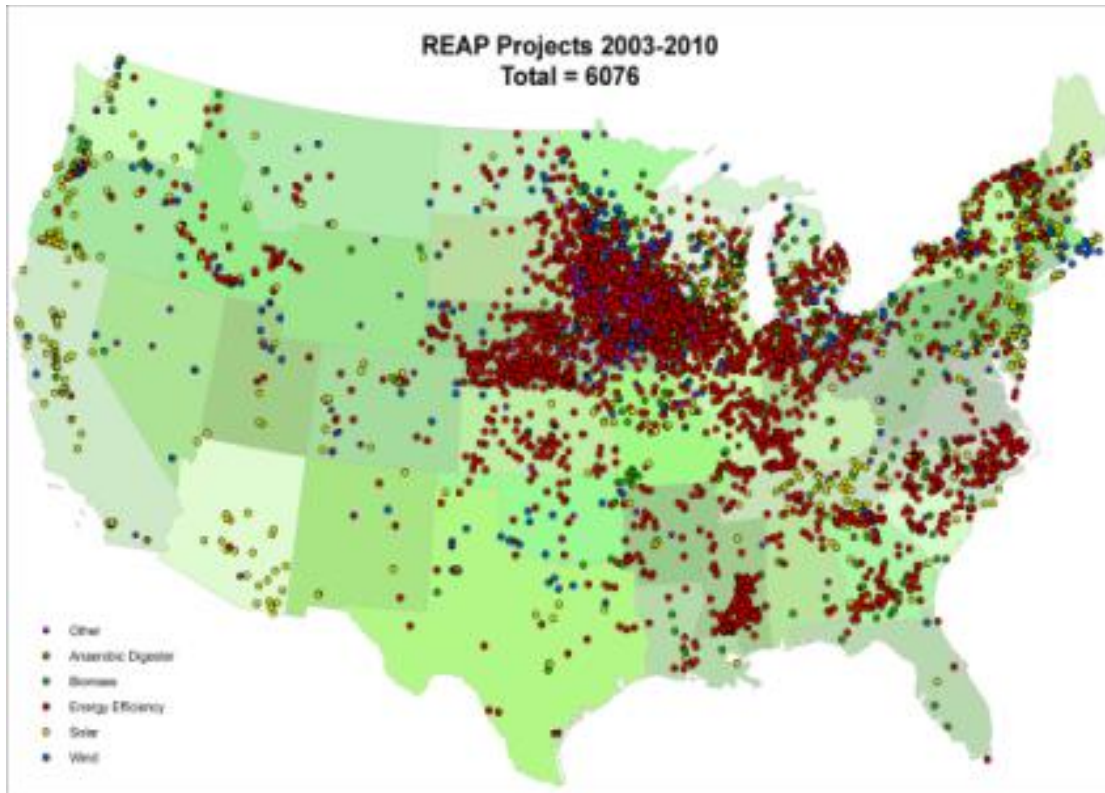 REAP Projects 2003-2010
Total = 6076
Other
Anaerobic Digester
Biomass
Energy Efficiency
Solar
Wind